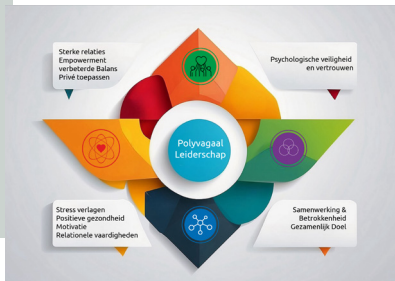 Sterke relaties
Empowerment
verbeterde Balans
Privé toepassen
Psychologische veiligheid
en vertrouwen
Polyvagaal
Leiderschap
Stress verlagen
Positieve gezondheid
Motivatie
Relationele vaardigheden
Samenwerking &
Betrokkenheid
Gezamenlijk Doel